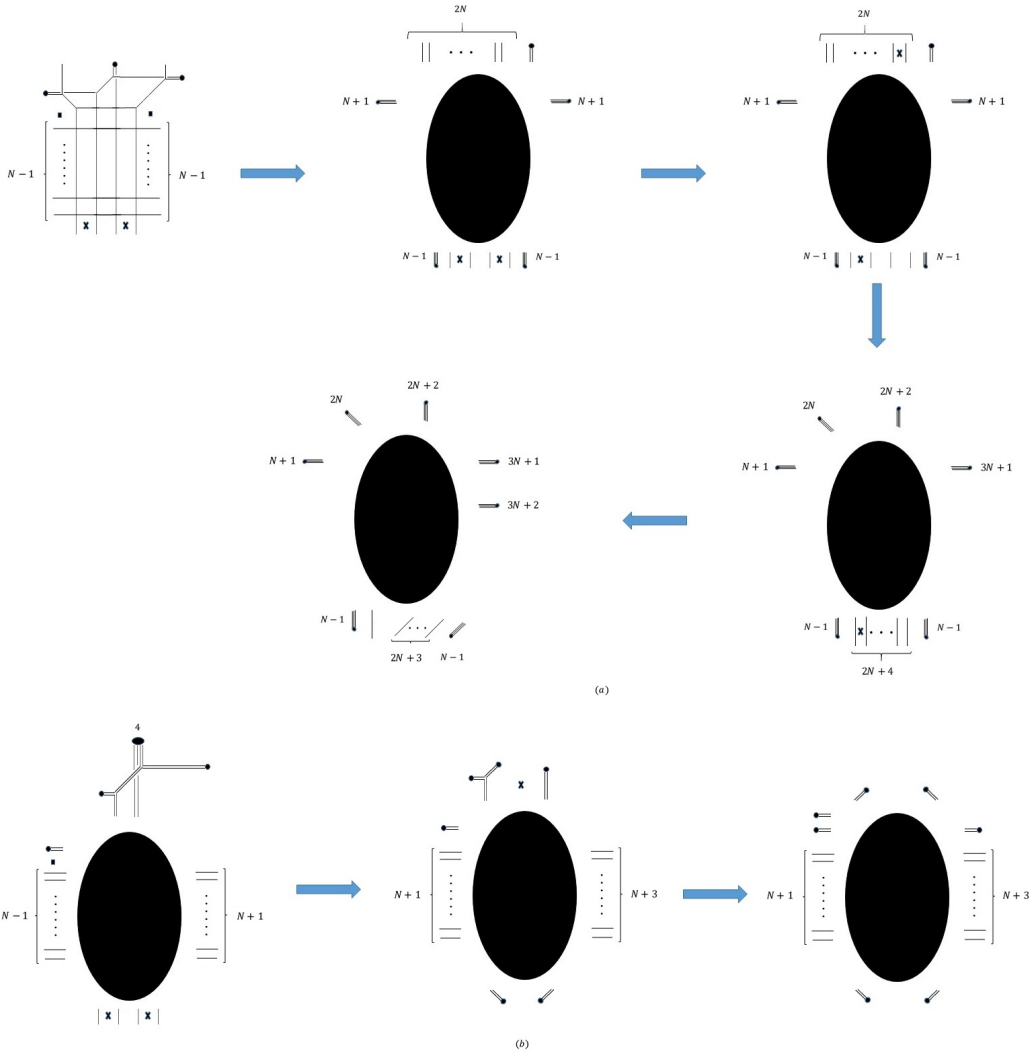 2N
2N
N + 1
N + 1
N + 1
N + 1
N − 1
N − 1
N − 1
N − 1
N − 1
N − 1
2N
2N + 2
2N
2N + 2
N + 1
3N + 1
N + 1
3N + 1
3N + 2
N − 1
2N + 3
N − 1
N − 1
N − 1
2N + 4
(a)
4
N − 1
N + 1
N + 1
N + 3
N + 1
N + 3
(b)